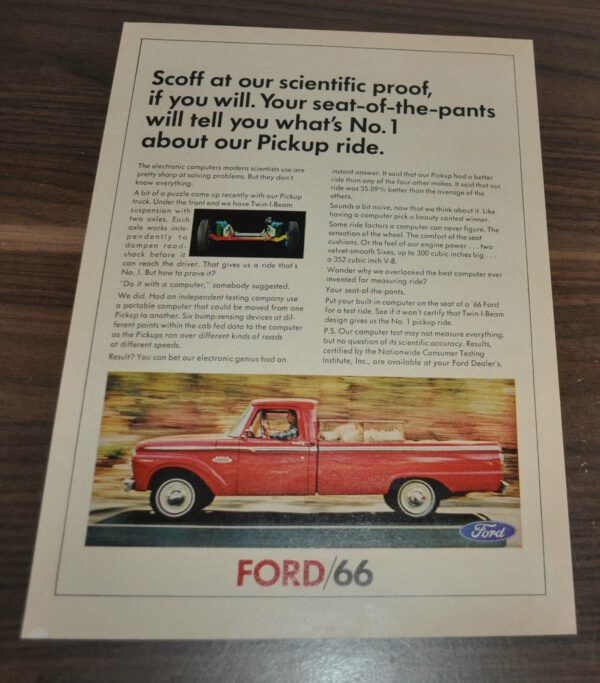 Scoff at our scientific proof,
if you will. Your seat-of-the-pants
will tell you what's No. 1
about our Pickup ride.
The electronic computers modern scientists use are
pretty sharp at solving problems. But they don't
know everything.
A bit of a puzzle came up recently with our Pickup
truck. Under the front end we have Twin-I-Beam
suspension with
two axles. Each
axle works inde-
pendently to
dampen road-
shock before it
can reach the driver. That gives us a ride that's
No. 1. But how to prove it?
"Do it with a computer," somebody suggested.
We did. Had an independent testing company use
a portable computer that could be moved from one
Pickup to another. Six bump-sensing devices at dif-
ferent points within the cab fed data to the computer
as the Pickups ran over different kinds of roads
at different speeds.
Result? You can bet our electronic genius had an
instant answer. It said that our Pickup had a better
ride than any of the four other makes. It said that our
ride was 35.09% better than the average of the
others.
Sounds a bit naive, now that we think about it. Like
having a computer pick a beauty contest winner.
Some ride factors a computer can never figure. The
sensation of the wheel. The comfort of the seat
cushions. Or the feel of our engine power . . . two
velvet-smooth Sixes, up to 300 cubic inches big . . .
a 352 cubic inch V-8.
Wonder why we overlooked the best computer ever
invented for measuring ride?
Your seat-of-the-pants.
Put your built-in computer on the seat of a '66 Ford
for a test ride. See if it won't certify that Twin-I-Beam
design gives us the No. 1 pickup ride.
P.S. Our computer test may not measure everything,
but no question of its scientific accuracy. Results,
certified by the Nationwide Consumer Testing
Institute, Inc., are available at your Ford Dealer's.
Ford
FORD/66